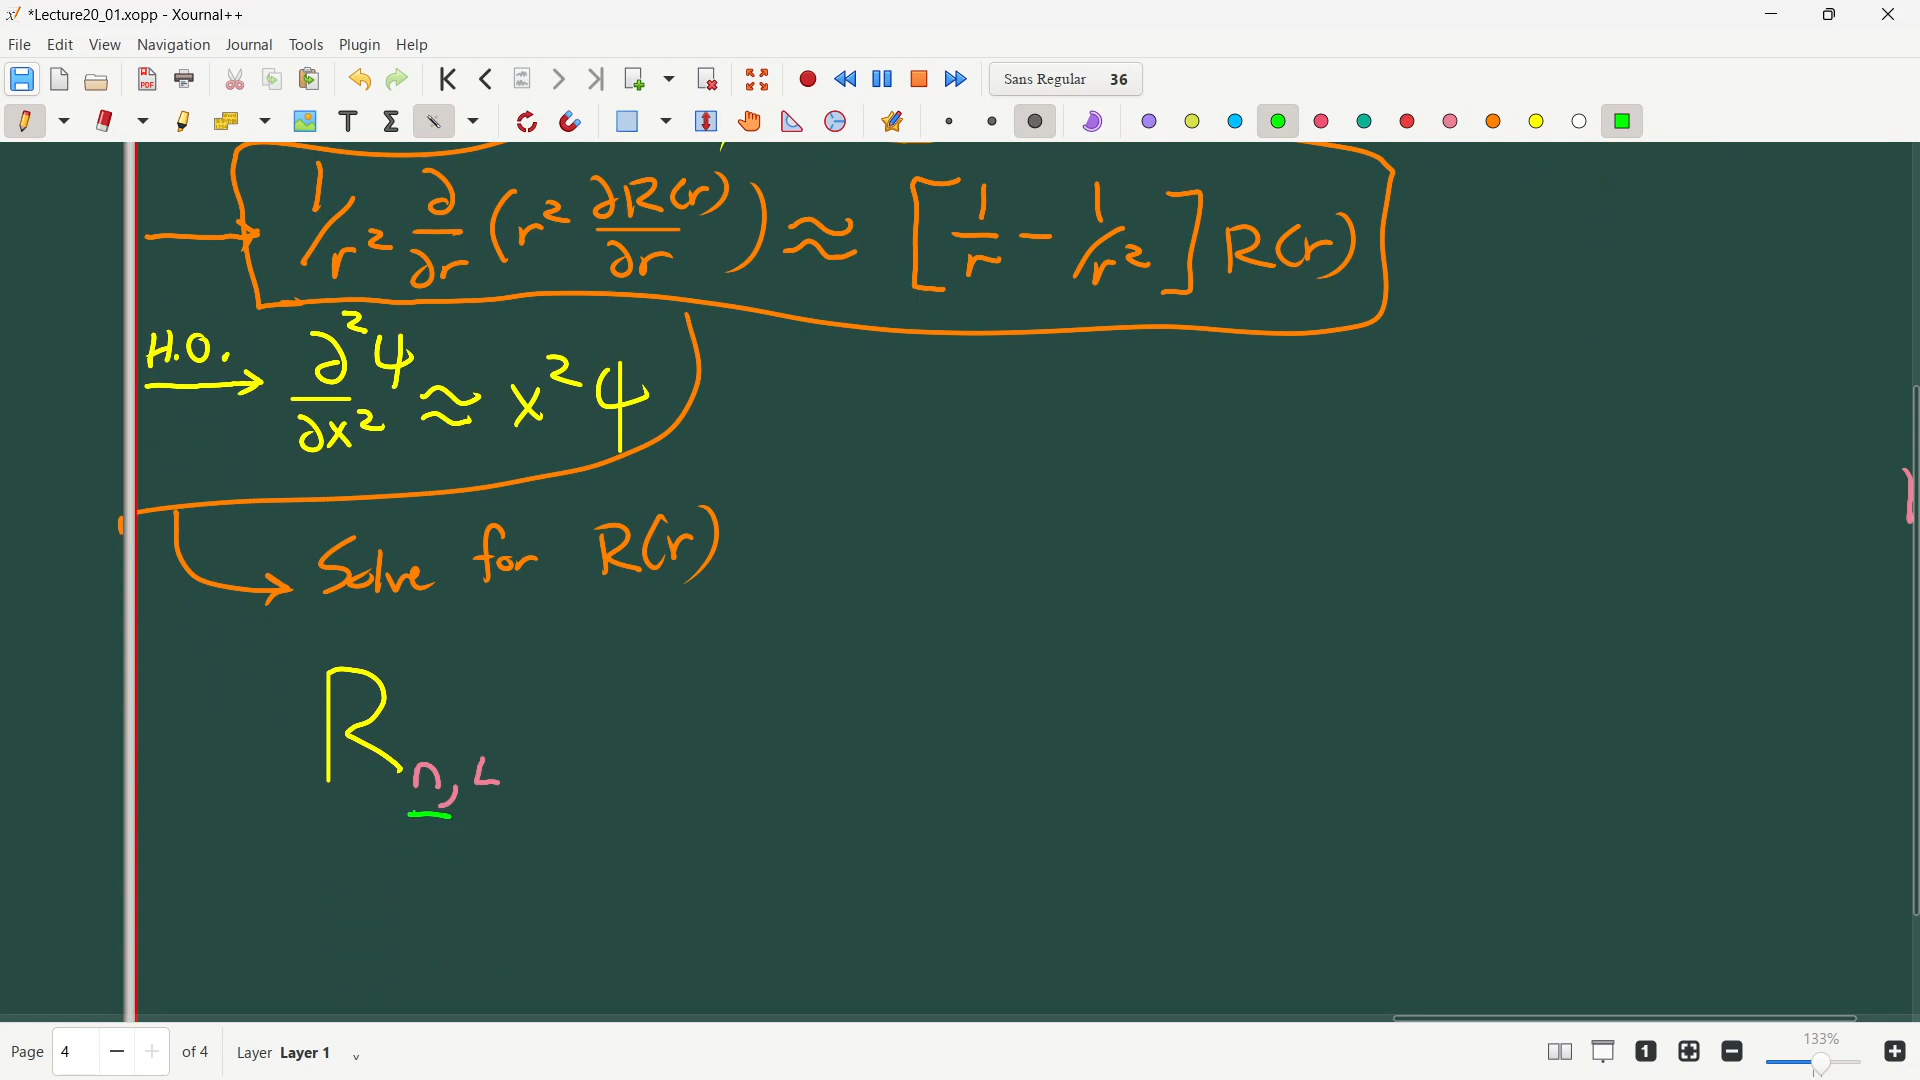 *Lecture20_01.xopp - Xournal++
File Edit View Navigation Journal Tools Plugin Help
Sans Regular 36
1/r² ∂/∂r (r² ∂R(r)/∂r) ≈ [1/r - 1/r²] R(r)
H.O.
∂²ψ/∂x² ≈ x²ψ
Solve for R(r)
R n, L
Page 4 of 4 Layer Layer 1 133%